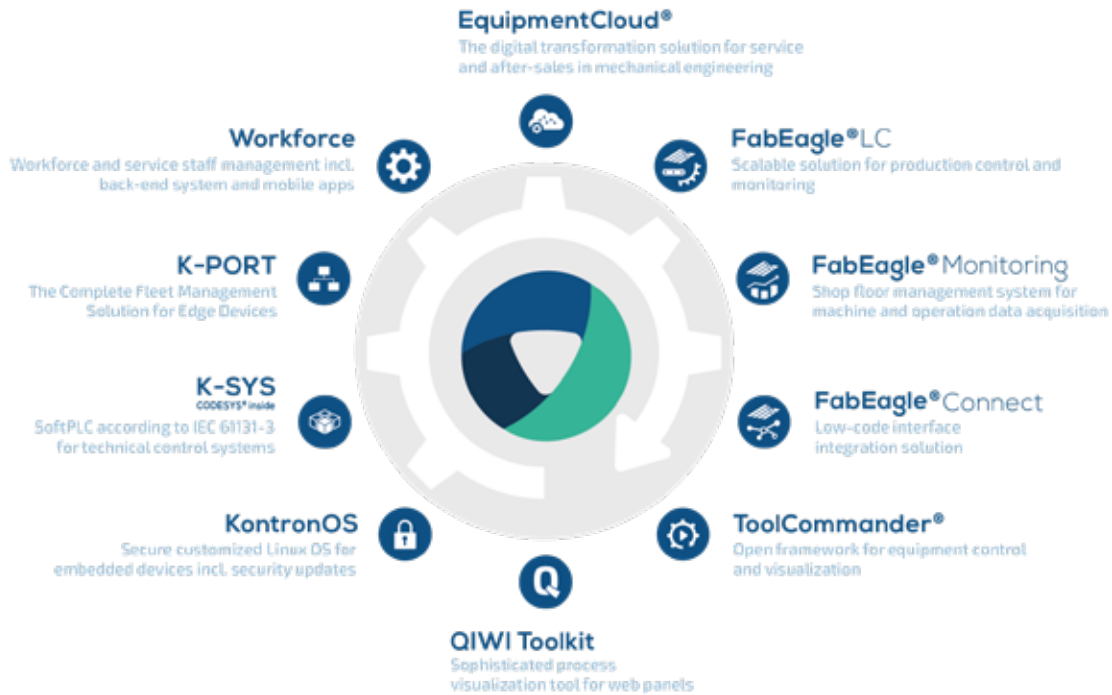 EquipmentCloud®
The digital transformation solution for service
and after-sales in mechanical engineering
FabEagle®LC
Scalable solution for production control and
monitoring
FabEagle®Monitoring
Shop floor management system for
machine and operation data acquisition
FabEagle®Connect
Low-code interface
integration solution
ToolCommander®
Open framework for equipment control
and visualization
QIWI Toolkit
Sophisticated process
visualization tool for web panels
KontronOS
Secure customized Linux OS for
embedded devices incl. security updates
K-SYS
CODESYS® inside
SoftPLC according to IEC 61131-3
for technical control systems
K-PORT
The Complete Fleet Management
Solution for Edge Devices
Workforce
Workforce and service staff management incl.
back-end system and mobile apps
Q